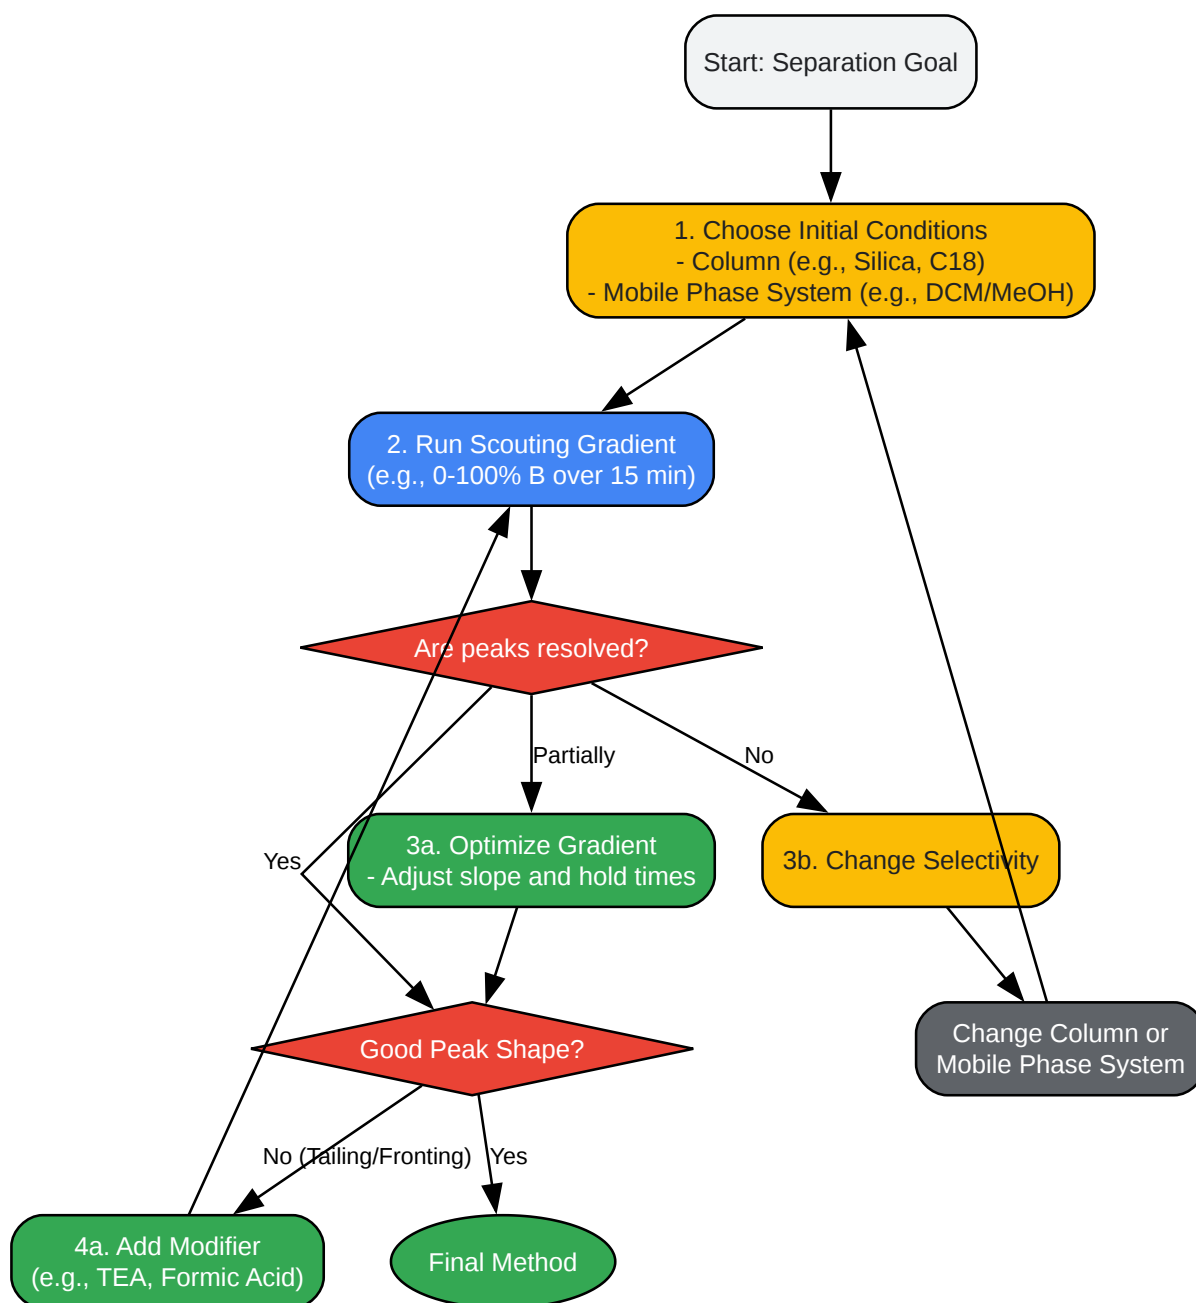 Start: Separation Goal
1. Choose Initial Conditions
- Column (e.g., Silica, C18)
- Mobile Phase System (e.g., DCM/MeOH)
2. Run Scouting Gradient
(e.g., 0-100% B over 15 min)
Are peaks resolved?
Partially
No
Yes
3a. Optimize Gradient
- Adjust slope and hold times
3b. Change Selectivity
Good Peak Shape?
Change Column or
Mobile Phase System
No (Tailing/Fronting)
Yes
4a. Add Modifier
(e.g., TEA, Formic Acid)
Final Method